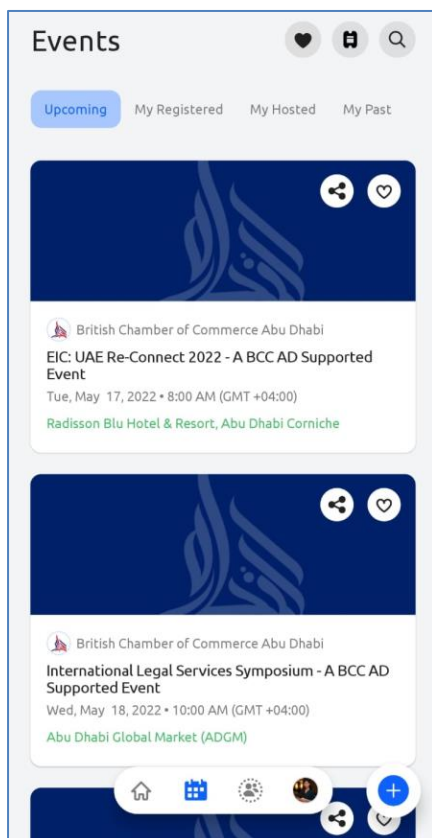 Events
Upcoming My Registered My Hosted My Past
British Chamber of Commerce Abu Dhabi
EIC: UAE Re-Connect 2022 - A BCC AD Supported
Event
Tue, May 17, 2022 • 8:00 AM (GMT +04:00)
Radisson Blu Hotel & Resort, Abu Dhabi Corniche
British Chamber of Commerce Abu Dhabi
International Legal Services Symposium - A BCC AD
Supported Event
Wed, May 18, 2022 • 10:00 AM (GMT +04:00)
Abu Dhabi Global Market (ADGM)